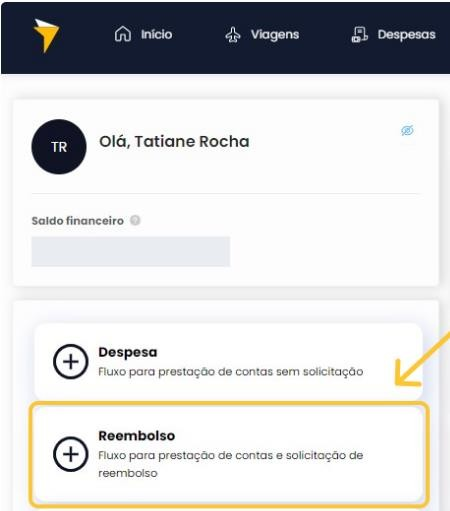 Início Viagens Despesas
TR Olá, Tatiane Rocha
Saldo financeiro ?
Despesa
Fluxo para prestação de contas sem solicitação
Reembolso
Fluxo para prestação de contas e solicitação de
reembolso